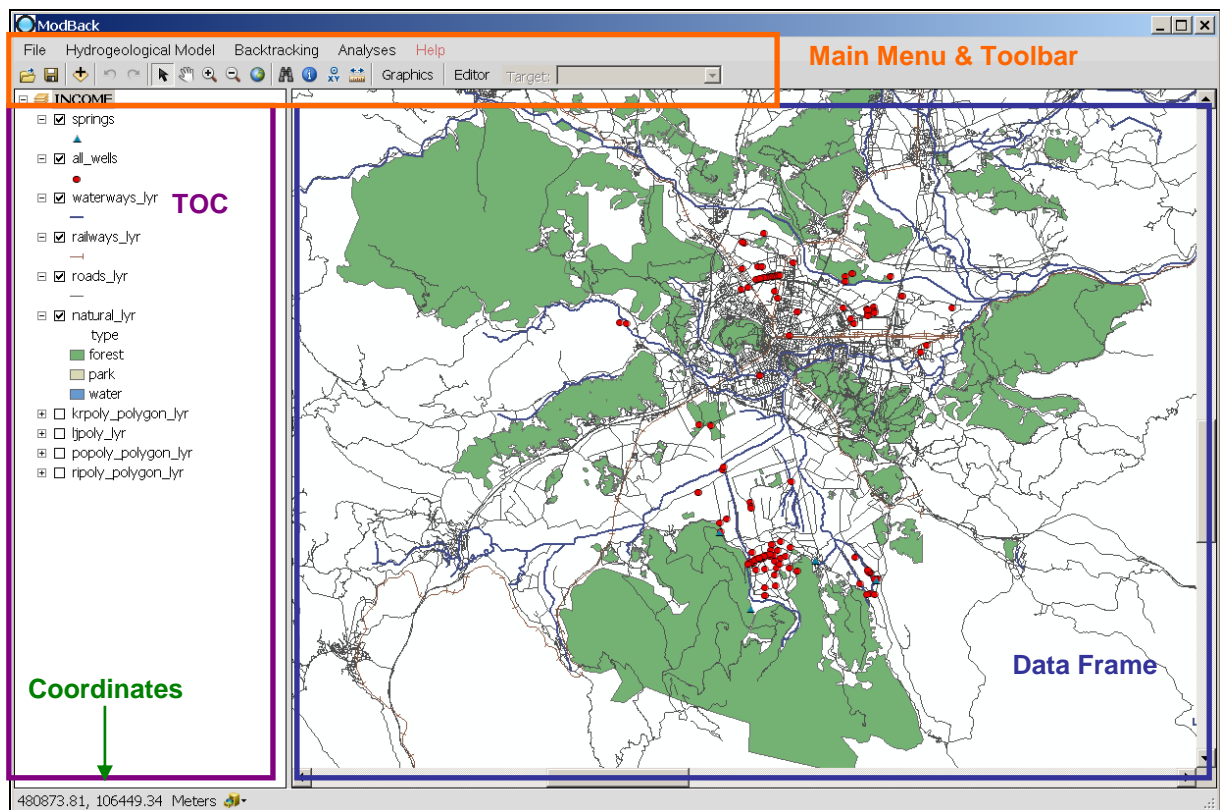 ModBack
File Hydrogeological Model Backtracking Analyses Help
Main Menu & Toolbar
XY Graphics Editor Target:
INCOME
springs
all_wells
waterways_lyr
TOC
railways_lyr
roads_lyr
natural_lyr
type
forest
park
water
krpoly_polygon_lyr
ljpoly_lyr
popoly_polygon_lyr
ripoly_polygon_lyr
Data Frame
Coordinates
480873.81, 106449.34 Meters